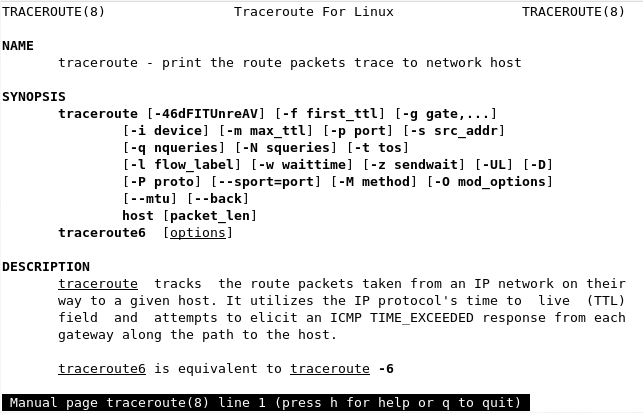 TRACEROUTE(8)                Traceroute For Linux                TRACEROUTE(8)
NAME
traceroute - print the route packets trace to network host
SYNOPSIS
traceroute [-46dFITUnreAV] [-f first_ttl] [-g gate,...]
[-i device] [-m max_ttl] [-p port] [-s src_addr]
[-q nqueries] [-N squeries] [-t tos]
[-l flow_label] [-w waittime] [-z sendwait] [-UL] [-D]
[-P proto] [--sport=port] [-M method] [-O mod_options]
[--mtu] [--back]
host [packet_len]
traceroute6  [options]
DESCRIPTION
traceroute  tracks  the route packets taken from an IP network on their
way to a given host. It utilizes the IP protocol's time to  live  (TTL)
field  and  attempts to elicit an ICMP TIME_EXCEEDED response from each
gateway along the path to the host.
traceroute6 is equivalent to traceroute -6
Manual page traceroute(8) line 1 (press h for help or q to quit)